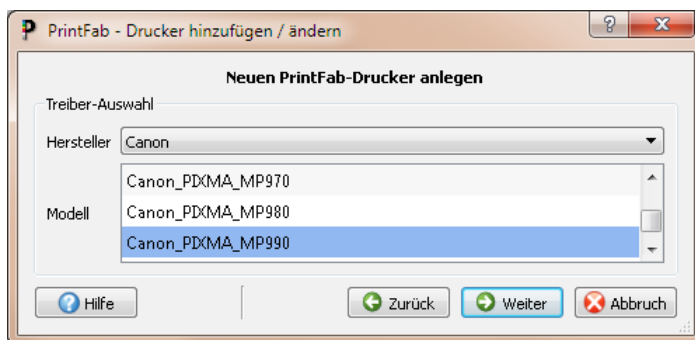 PrintFab - Drucker hinzufügen / ändern
Neuen PrintFab-Drucker anlegen
Treiber-Auswahl
Hersteller Canon
Canon_PIXMA_MP970
Modell Canon_PIXMA_MP980
Canon_PIXMA_MP990
Hilfe Zurück Weiter Abbruch